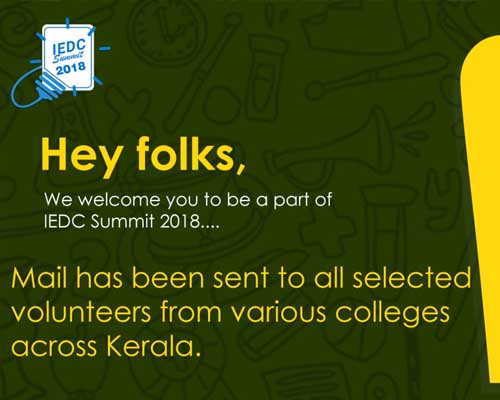 IEDC
Summit
2018
Hey folks,
We welcome you to be a part of
IEDC Summit 2018....
Mail has been sent to all selected
volunteers from various colleges
across Kerala.